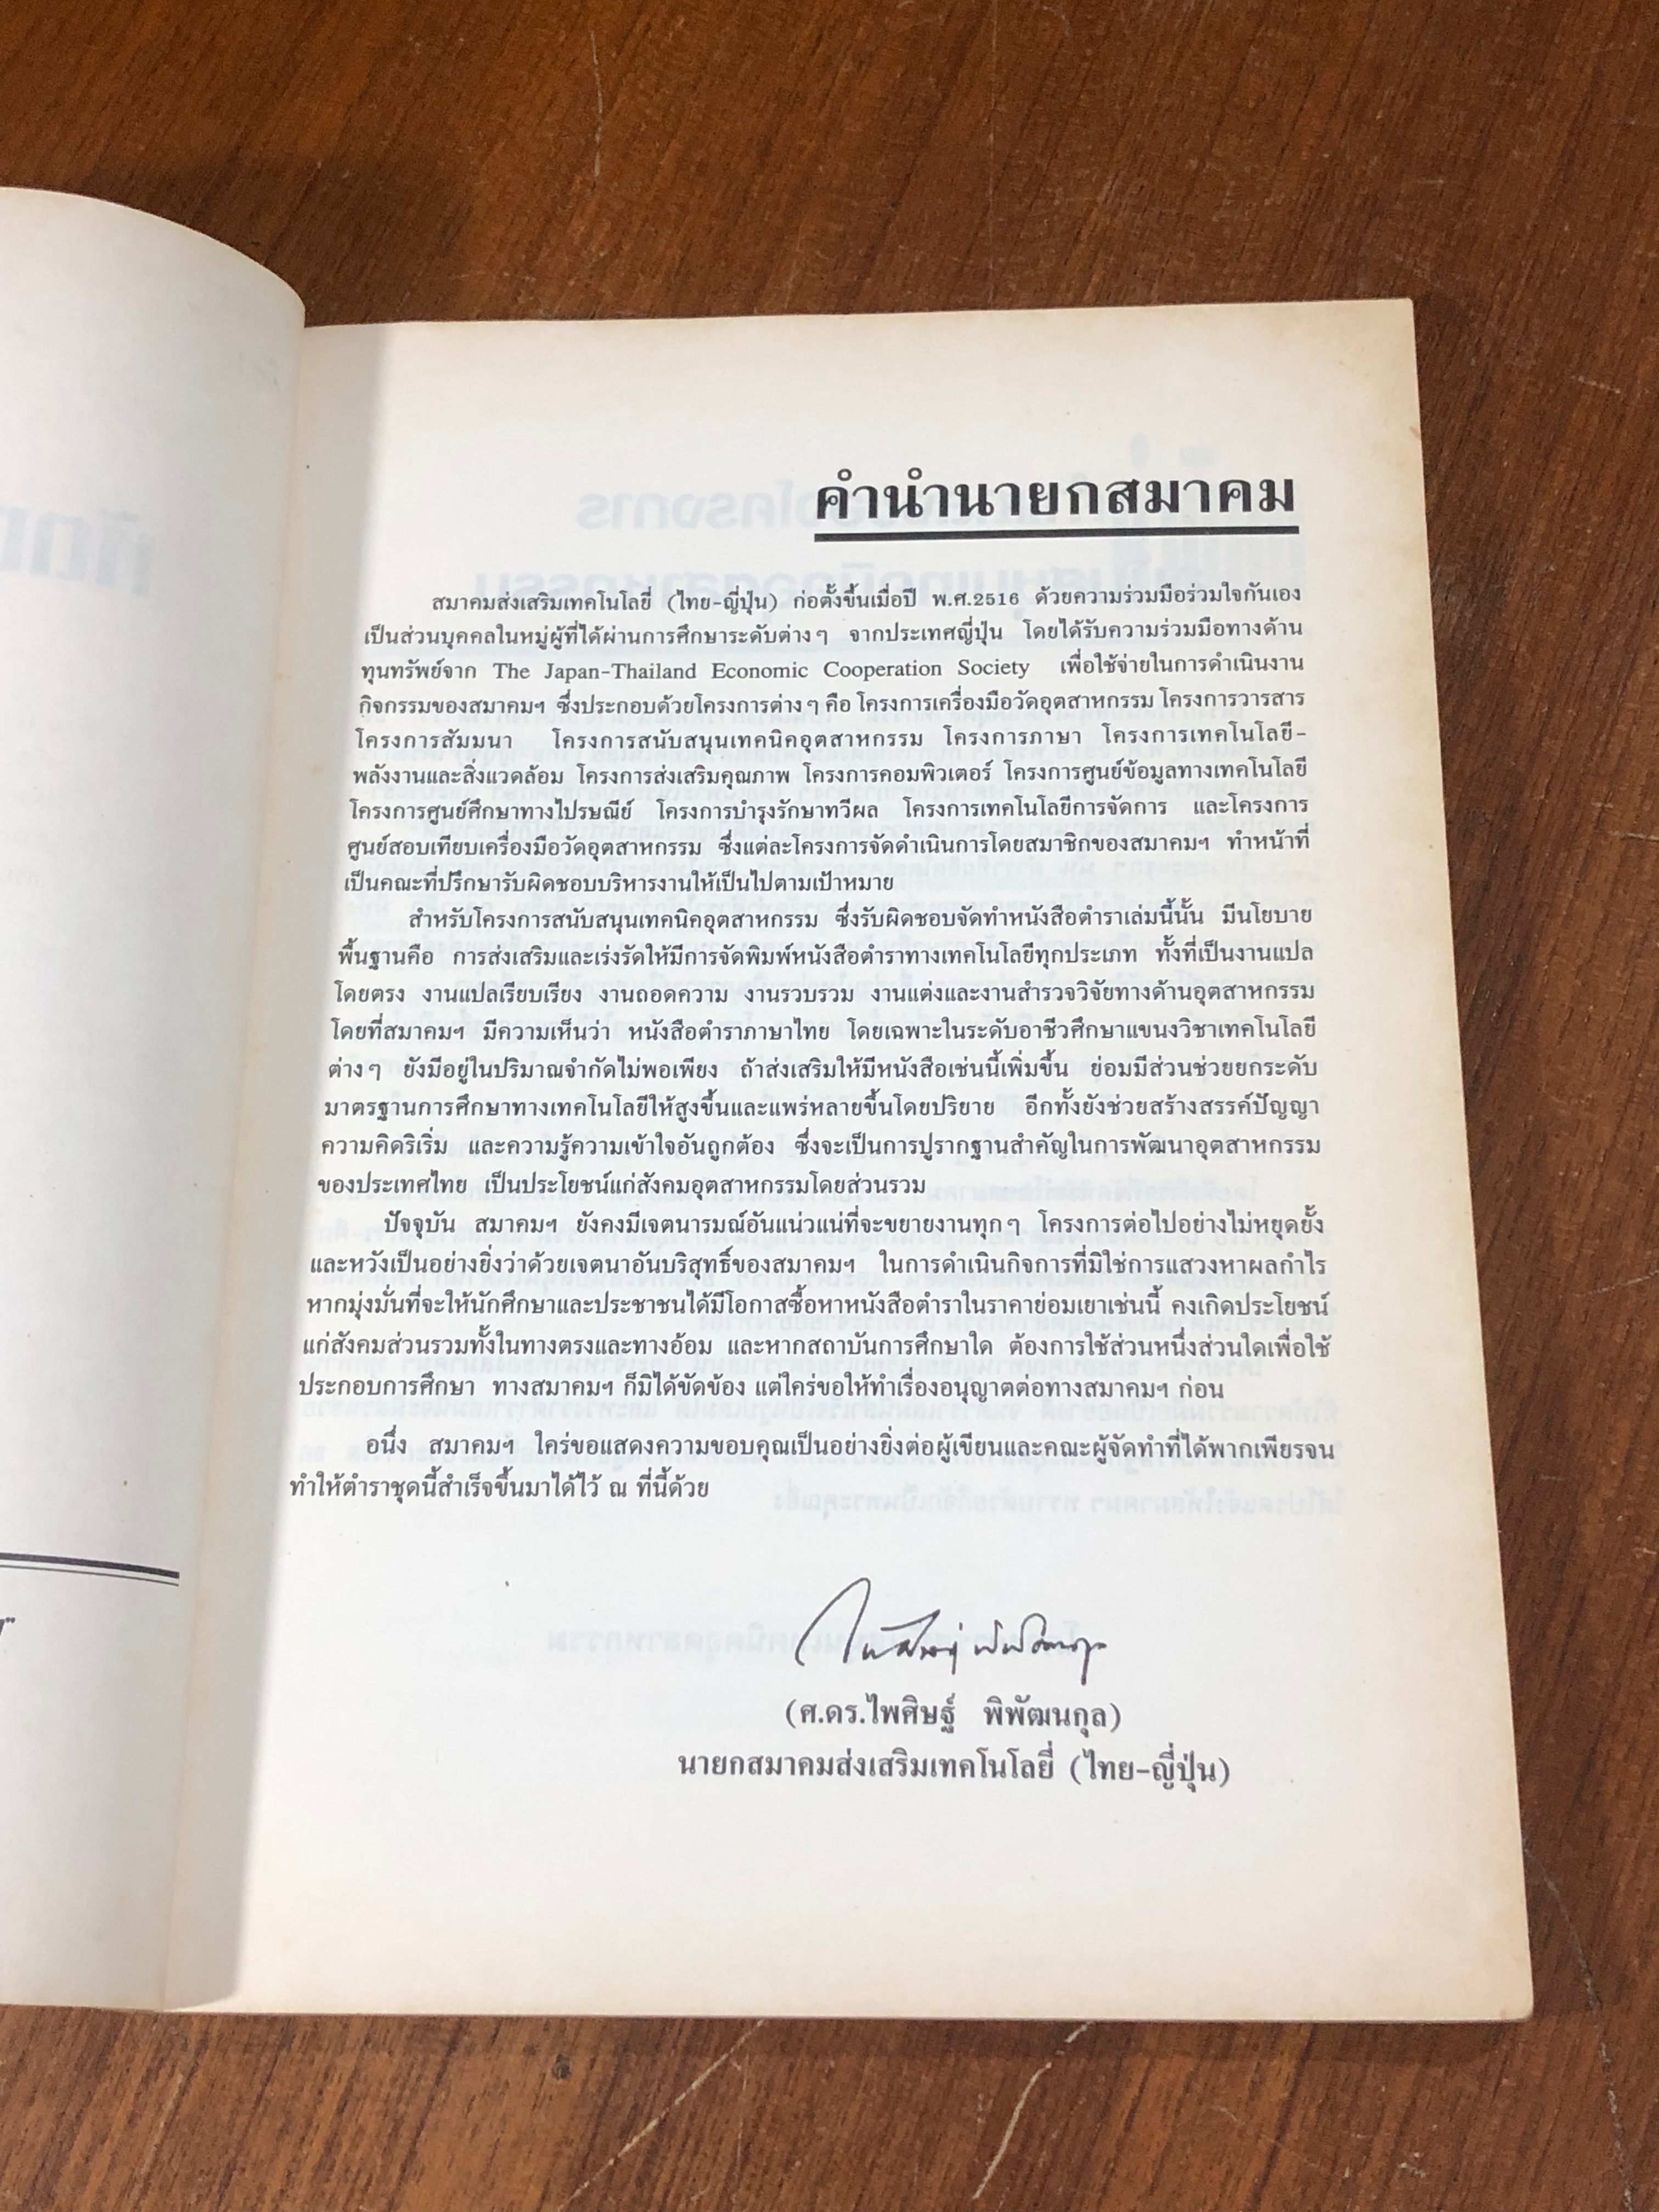 คำนำนายกสมาคม
สมาคมส่งเสริมเทคโนโลยี่ (ไทย-ญี่ปุ่น) ก่อตั้งขึ้นเมื่อปี พ.ศ.2516 ด้วยความร่วมมือร่วมใจกันเอง
เป็นส่วนบุคคลในหมู่ผู้ที่ได้ผ่านการศึกษาระดับต่างๆ จากประเทศญี่ปุ่น โดยได้รับความร่วมมือทางด้าน
ทุนทรัพย์จาก The Japan-Thailand Economic Cooperation Society เพื่อใช้จ่ายในการดำเนินงาน
กิจกรรมของสมาคมฯ ซึ่งประกอบด้วยโครงการต่างๆ คือ โครงการเครื่องมือวัดอุตสาหกรรม โครงการวารสาร
โครงการสัมมนา โครงการสนับสนุนเทคนิคอุตสาหกรรม โครงการภาษา โครงการเทคโนโลยี-
พลังงานและสิ่งแวดล้อม โครงการส่งเสริมคุณภาพ โครงการคอมพิวเตอร์ โครงการศูนย์ข้อมูลทางเทคโนโลยี
โครงการศูนย์ศึกษาทางไปรษณีย์ โครงการบำรุงรักษาทวีผล โครงการเทคโนโลยีการจัดการ และโครงการ
ศูนย์สอบเทียบเครื่องมือวัดอุตสาหกรรม ซึ่งแต่ละโครงการจัดดำเนินการโดยสมาชิกของสมาคมฯ ทำหน้าที่
เป็นคณะที่ปรึกษารับผิดชอบบริหารงานให้เป็นไปตามเป้าหมาย
สำหรับโครงการสนับสนุนเทคนิคอุตสาหกรรม ซึ่งรับผิดชอบจัดทำหนังสือตำราเล่มนี้นั้น มีนโยบาย
พื้นฐานคือ การส่งเสริมและเร่งรัดให้มีการจัดพิมพ์หนังสือตำราทางเทคโนโลยีทุกประเภท ทั้งที่เป็นงานแปล
โดยตรง งานแปลเรียบเรียง งานถอดความ งานรวบรวม งานแต่งและงานสำรวจวิจัยทางด้านอุตสาหกรรม
โดยที่สมาคมฯ มีความเห็นว่า หนังสือตำราภาษาไทย โดยเฉพาะในระดับอาชีวศึกษาแขนงวิชาเทคโนโลยี
ต่างๆ ยังมีอยู่ในปริมาณจำกัดไม่พอเพียง ถ้าส่งเสริมให้มีหนังสือเช่นนี้เพิ่มขึ้น ย่อมมีส่วนช่วยยกระดับ
มาตรฐานการศึกษาทางเทคโนโลยีให้สูงขึ้นและแพร่หลายขึ้นโดยปริยาย อีกทั้งยังช่วยสร้างสรรค์ปัญญา
ความคิดริเริ่ม และความรู้ความเข้าใจอันถูกต้อง ซึ่งจะเป็นการปูรากฐานสำคัญในการพัฒนาอุตสาหกรรม
ของประเทศไทย เป็นประโยชน์แก่สังคมอุตสาหกรรมโดยส่วนรวม
ปัจจุบัน สมาคมฯ ยังคงมีเจตนารมณ์อันแน่วแน่ที่จะขยายงานทุกๆ โครงการต่อไปอย่างไม่หยุดยั้ง
และหวังเป็นอย่างยิ่งว่าด้วยเจตนาอันบริสุทธิ์ของสมาคมฯ ในการดำเนินกิจการที่มิใช่การแสวงหาผลกำไร
หากมุ่งมั่นที่จะให้นักศึกษาและประชาชนได้มีโอกาสซื้อหาหนังสือตำราในราคาย่อมเยาเช่นนี้ คงเกิดประโยชน์
แก่สังคมส่วนรวมทั้งในทางตรงและทางอ้อม และหากสถาบันการศึกษาใด ต้องการใช้ส่วนหนึ่งส่วนใดเพื่อใช้
ประกอบการศึกษา ทางสมาคมฯ ก็มิได้ขัดข้อง แต่ใคร่ขอให้ทำเรื่องอนุญาตต่อทางสมาคมฯ ก่อน
อนึ่ง สมาคมฯ ใคร่ขอแสดงความขอบคุณเป็นอย่างยิ่งต่อผู้เขียนและคณะผู้จัดทำที่ได้พากเพียรจน
ทำให้ตำราชุดนี้สำเร็จขึ้นมาได้ไว้ ณ ที่นี้ด้วย
(ศ.ดร.ไพศิษฐ์ พิพัฒนกุล)
นายกสมาคมส่งเสริมเทคโนโลยี่ (ไทย-ญี่ปุ่น)